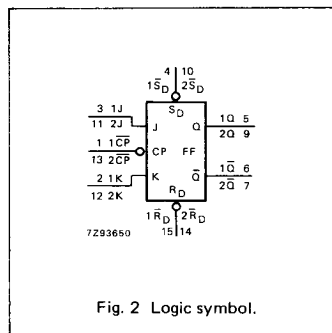 4 10
1S̄D 2S̄D
SD
3 1J
11 2J
J
Q
1Q 5
2Q 9
1 1C̅P̅
13 2C̅P̅
CP FF
2 1K
12 2K
K
Q̄
1Q̄ 6
2Q̄ 7
RD
1R̄D 2R̄D
15 14
7Z93650
Fig. 2 Logic symbol.